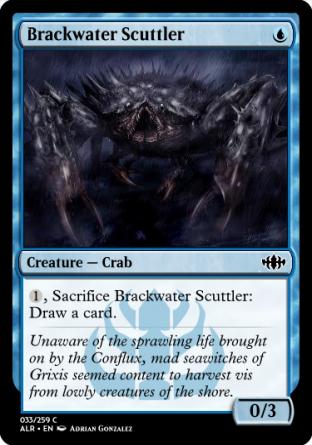 Brackwater Scuttler
Creature — Crab
1, Sacrifice Brackwater Scuttler:
Draw a card.
Unaware of the sprawling life brought
on by the Conflux, mad seawitches of
Grixis seemed content to harvest vis
from lowly creatures of the shore.
0/3
033/259 C
ALR • EN Adrian Gonzalez